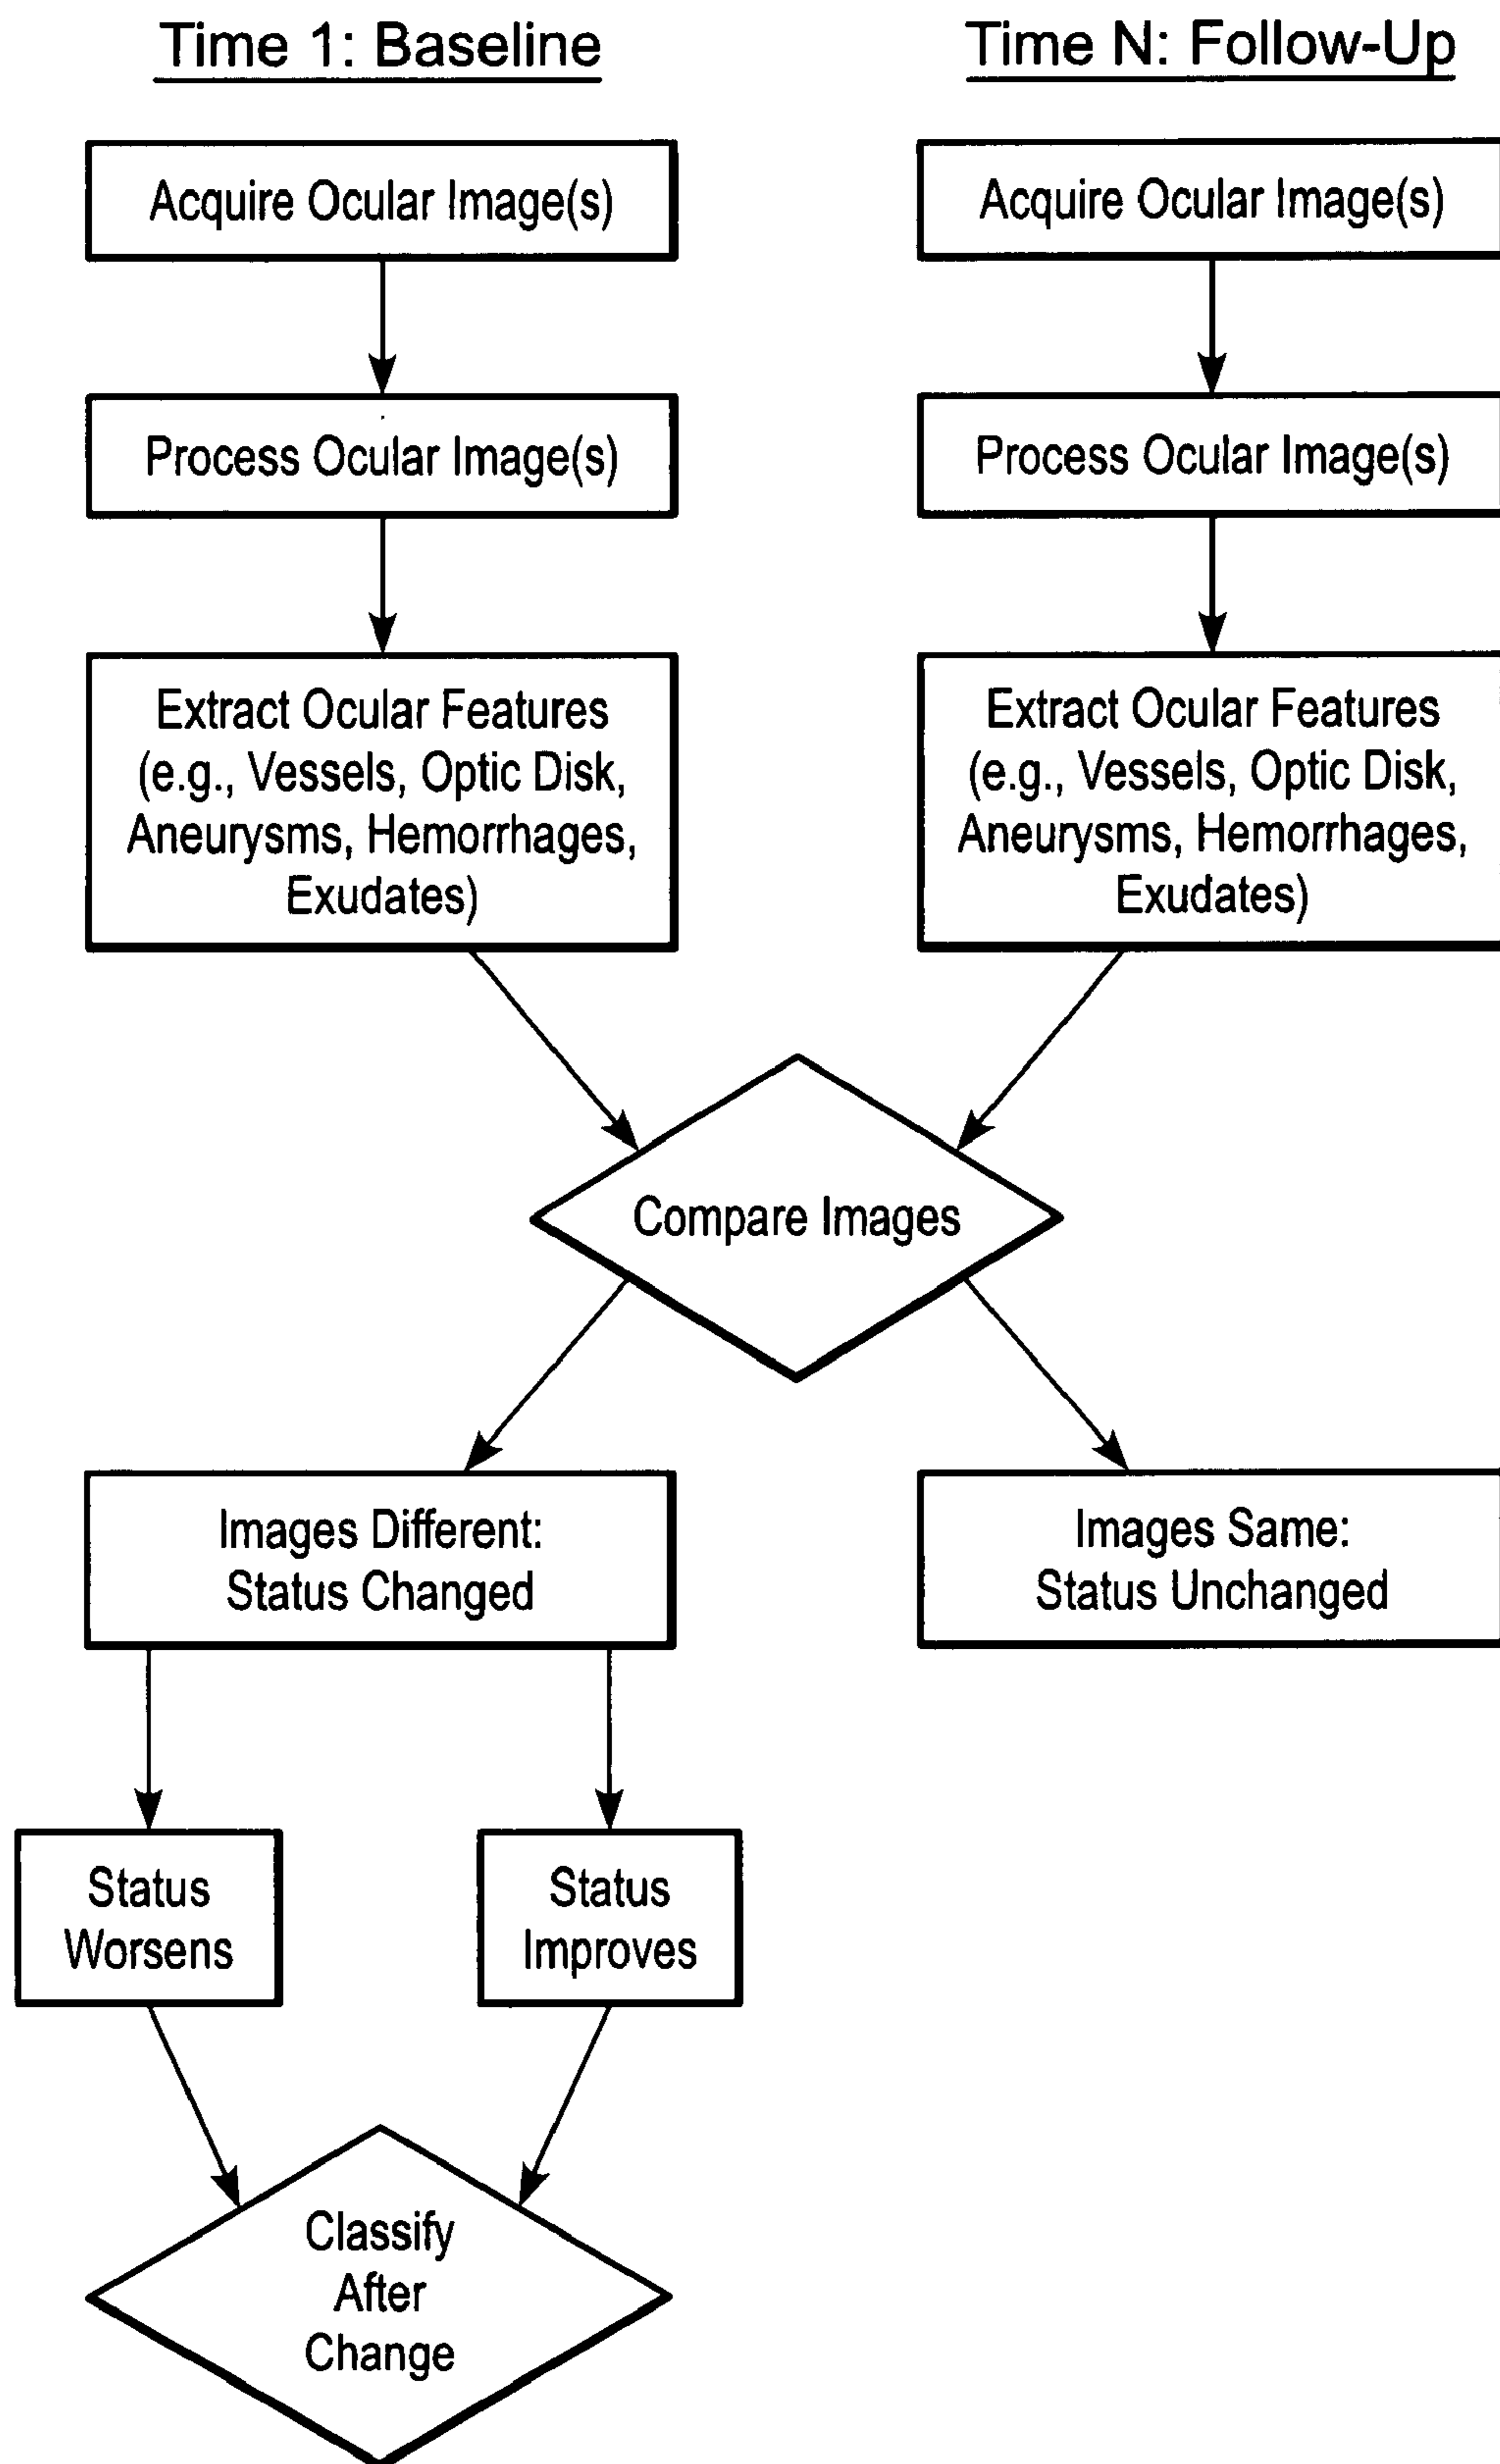 Time 1: Baseline
Time N: Follow-Up
Acquire Ocular Image(s)
Acquire Ocular Image(s)
Process Ocular Image(s)
Process Ocular Image(s)
Extract Ocular Features
(e.g., Vessels, Optic Disk,
Aneurysms, Hemorrhages,
Exudates)
Extract Ocular Features
(e.g., Vessels, Optic Disk,
Aneurysms, Hemorrhages,
Exudates)
Compare Images
Images Different:
Status Changed
Images Same:
Status Unchanged
Status
Worsens
Status
Improves
Classify
After
Change